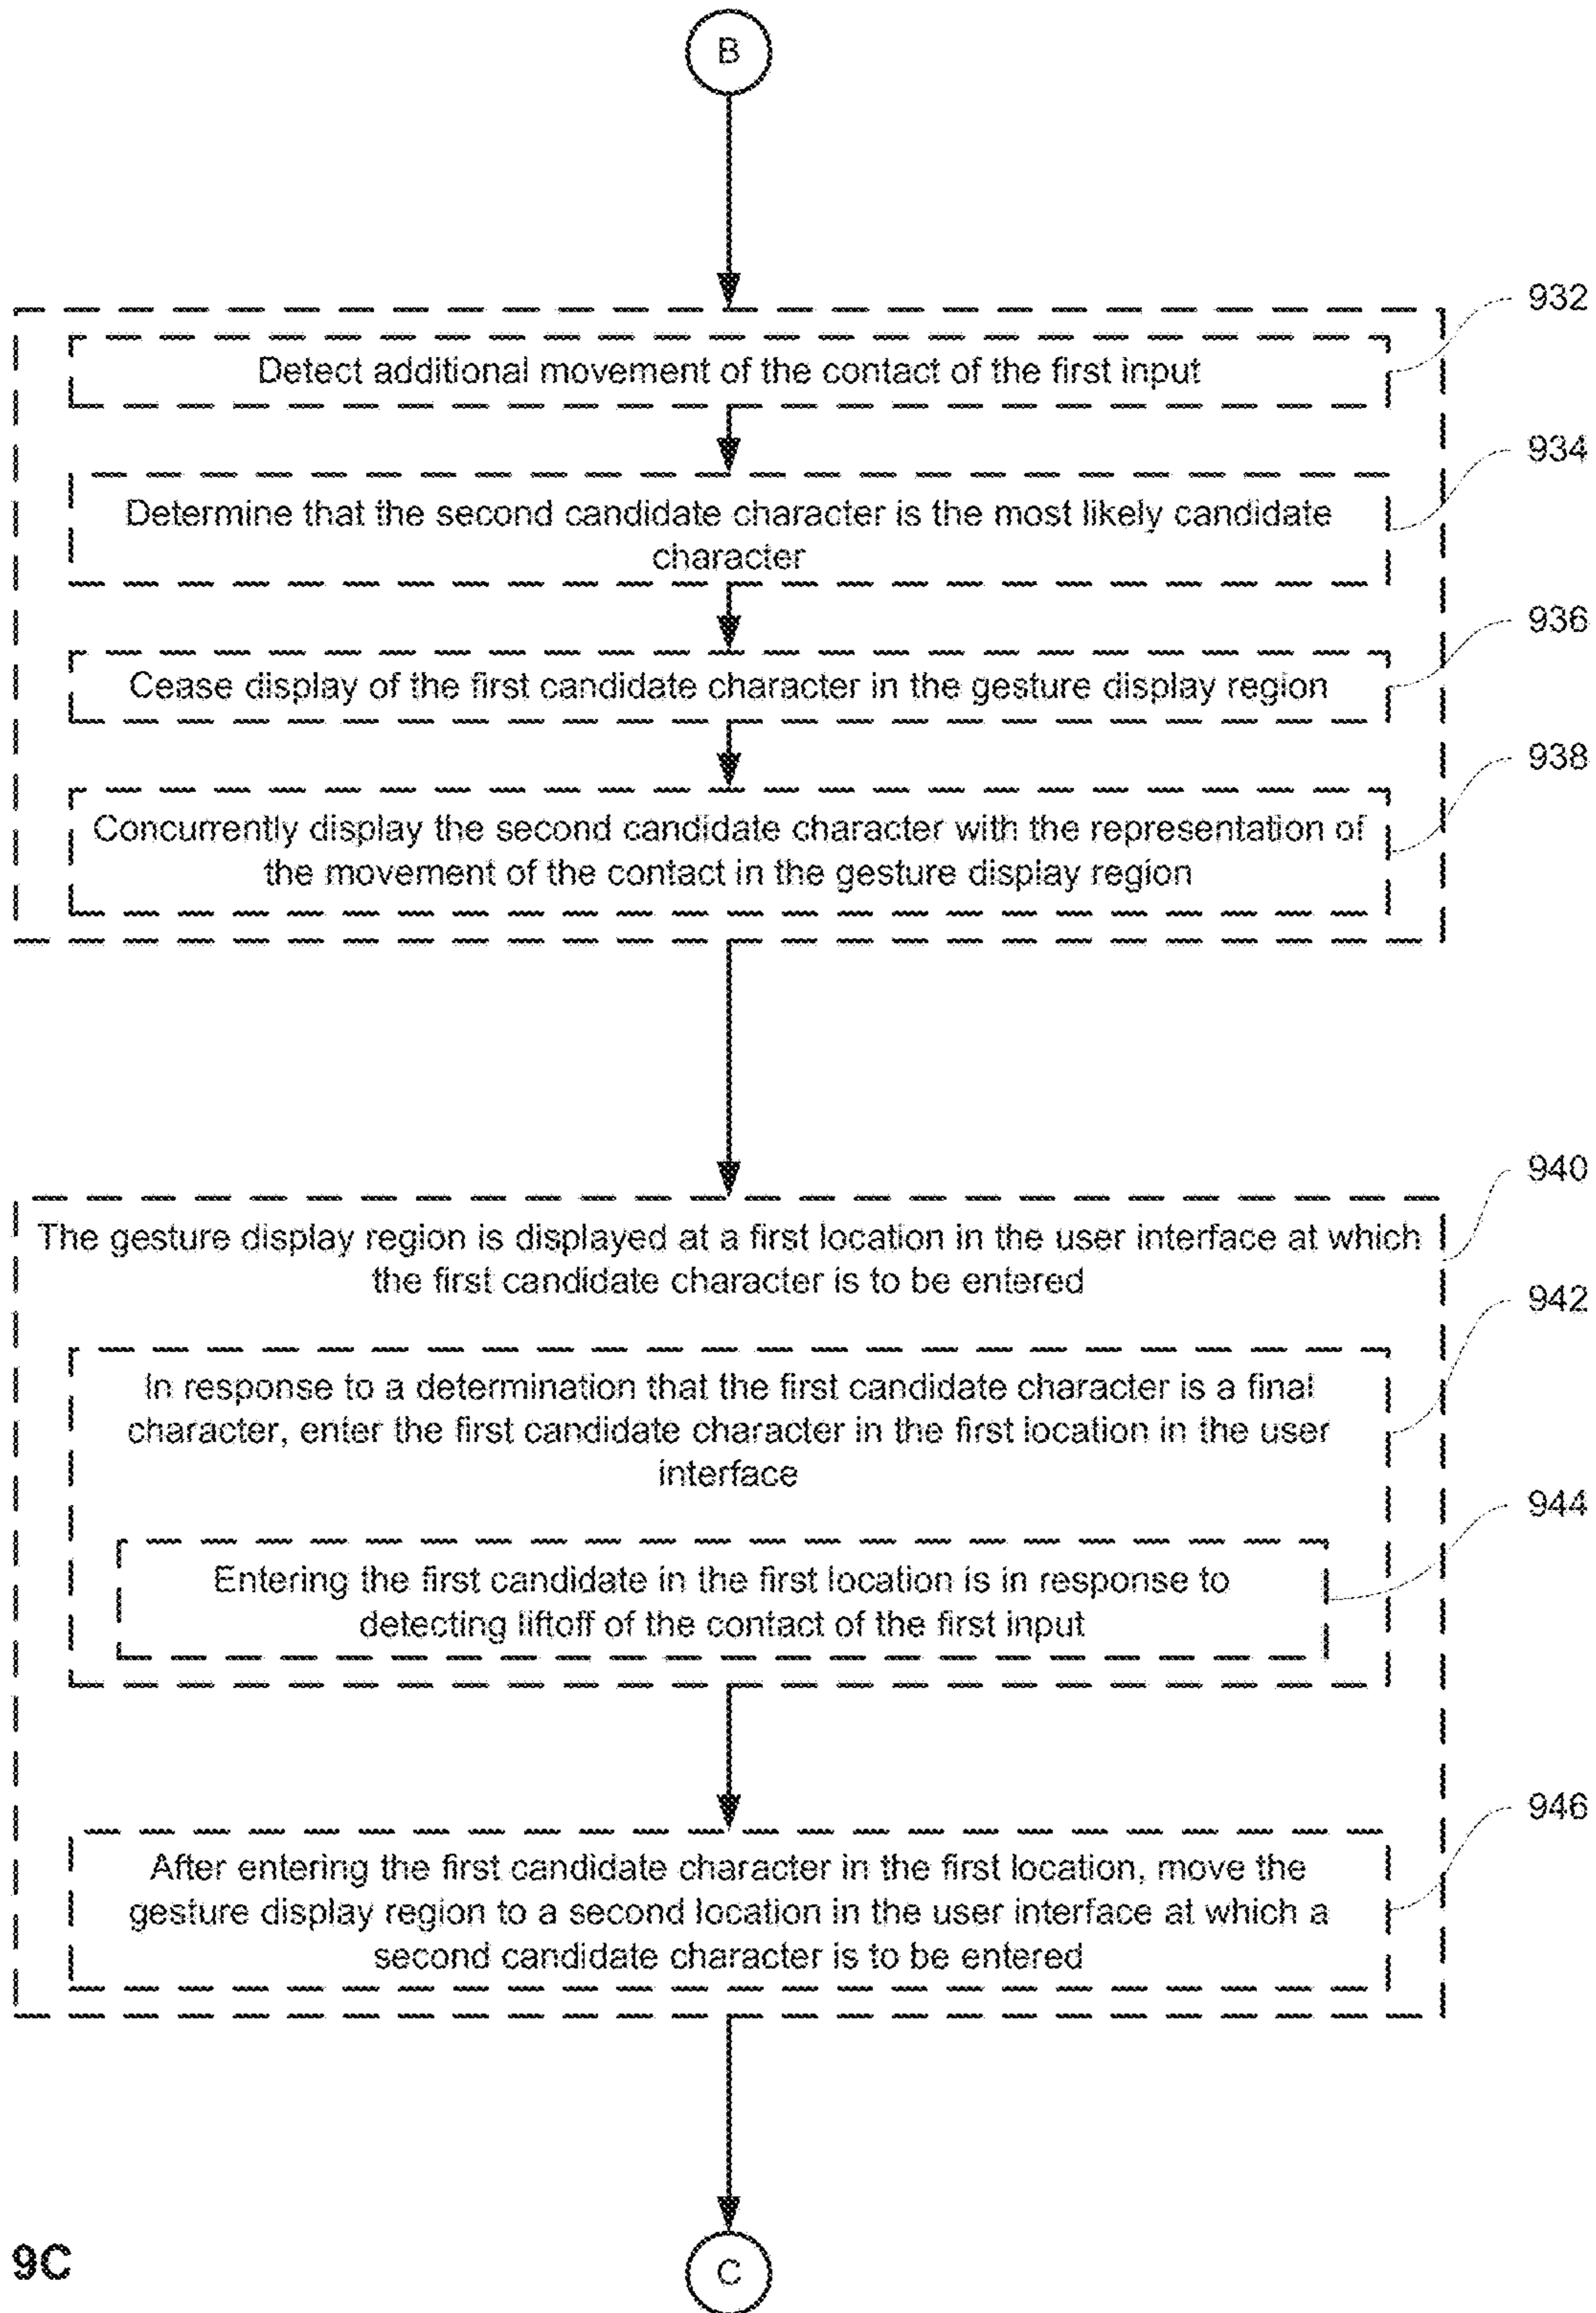 B
932
Detect additional movement of the contact of the first input
934
Determine that the second candidate character is the most likely candidate
character
936
Cease display of the first candidate character in the gesture display region
938
Concurrently display the second candidate character with the representation of
the movement of the contact in the gesture display region
940
The gesture display region is displayed at a first location in the user interface at which
the first candidate character is to be entered
942
In response to a determination that the first candidate character is a final
character, enter the first candidate character in the first location in the user
interface
944
Entering the first candidate in the first location is in response to
detecting liftoff of the contact of the first input
946
After entering the first candidate character in the first location, move the
gesture display region to a second location in the user interface at which a
second candidate character is to be entered
9C
C